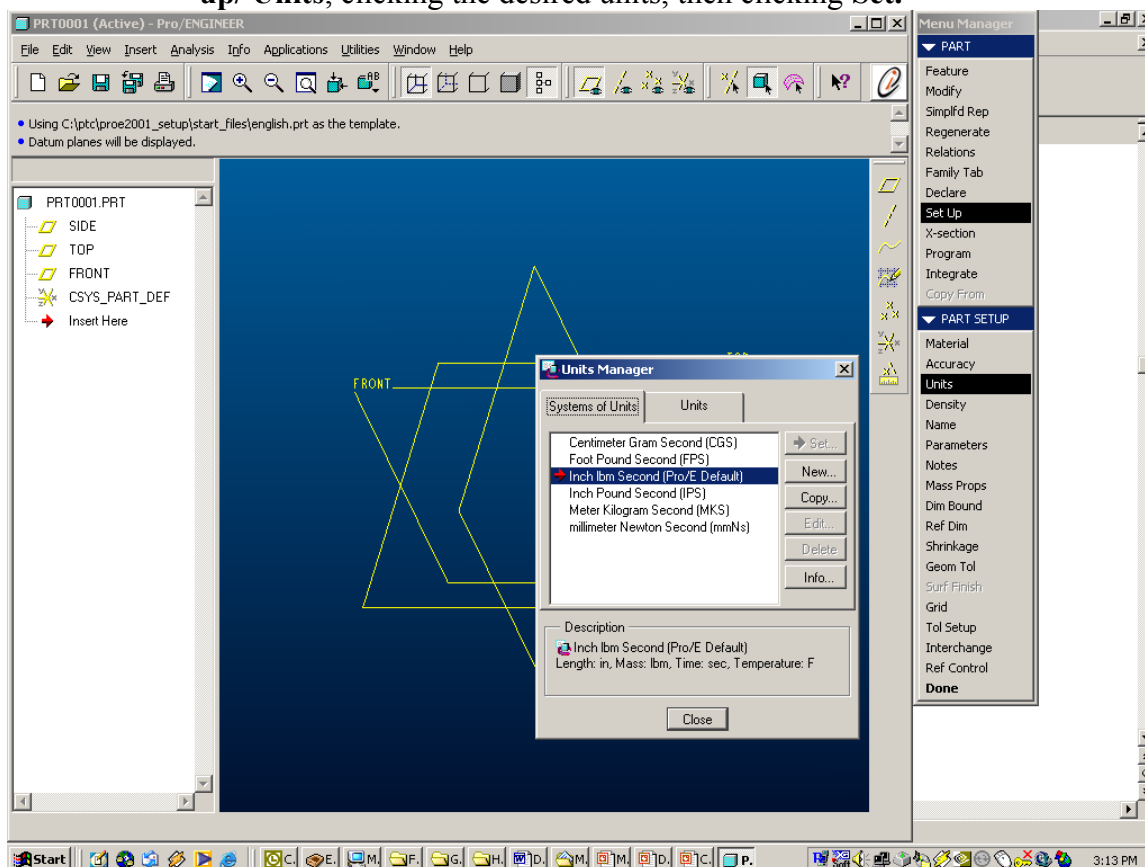 up/ Units, clicking the desired units, then clicking Set.
PRT0001 (Active) - Pro/ENGINEER
File Edit View Insert Analysis Info Applications Utilities Window Help
• Using C:\ptc\proe2001_setup\start_files\english.prt as the template.
• Datum planes will be displayed.
PRT0001.PRT
SIDE
TOP
FRONT
CSYS_PART_DEF
Insert Here
FRONT
Units Manager
Systems of Units Units
Centimeter Gram Second (CGS)
Foot Pound Second (FPS)
Inch lbm Second (Pro/E Default)
Inch Pound Second (IPS)
Meter Kilogram Second (MKS)
millimeter Newton Second (mmNs)
Set...
New...
Copy...
Edit...
Delete
Info...
Description
Inch lbm Second (Pro/E Default)
Length: in, Mass: lbm, Time: sec, Temperature: F
Close
Menu Manager
PART
Feature
Modify
Simplfd Rep
Regenerate
Relations
Family Tab
Declare
Set Up
X-section
Program
Integrate
Copy From
PART SETUP
Material
Accuracy
Units
Density
Name
Parameters
Notes
Mass Props
Dim Bound
Ref Dim
Shrinkage
Geom Tol
Surf Finish
Grid
Tol Setup
Interchange
Ref Control
Done
Start C. E. M. F. G. H. D. M. M. D. C. P. 3:13 PM